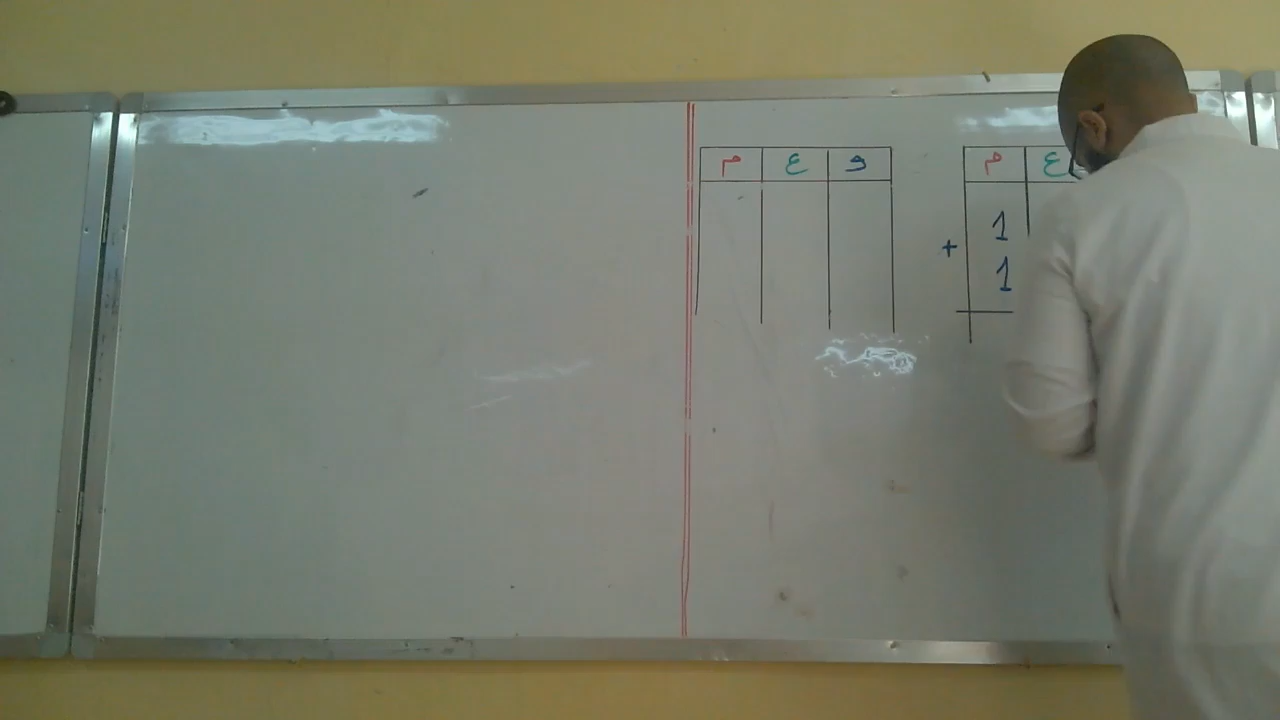 م ع و
م ع
1
+
1